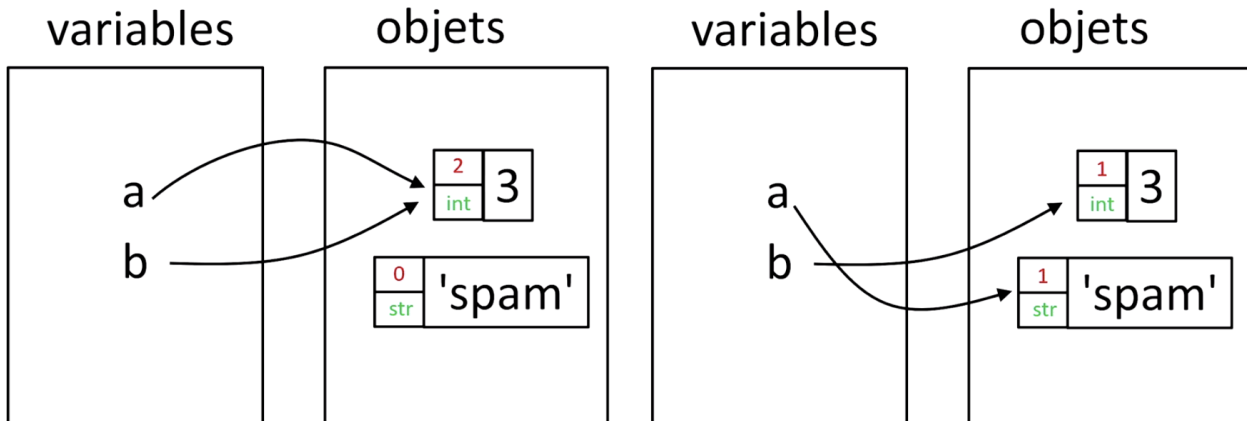 variables
objets
a
b
2
int
3
0
str
'spam'
variables
objets
a
b
1
int
3
1
str
'spam'